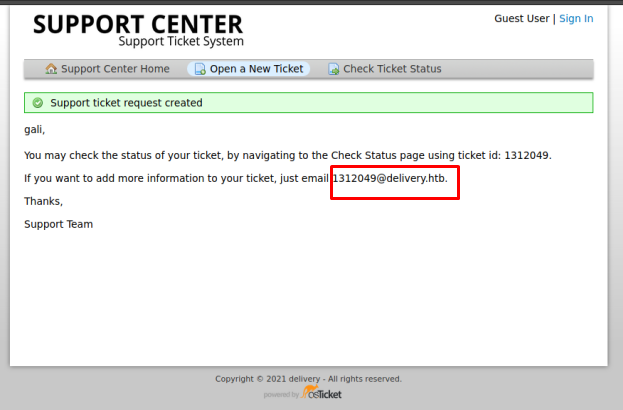 SUPPORT CENTER
Support Ticket System
Guest User | Sign In
Support Center Home Open a New Ticket Check Ticket Status
Support ticket request created
gali,
You may check the status of your ticket, by navigating to the Check Status page using ticket id: 1312049.
If you want to add more information to your ticket, just email 1312049@delivery.htb.
Thanks,
Support Team
Copyright © 2021 delivery - All rights reserved.
powered by osTicket